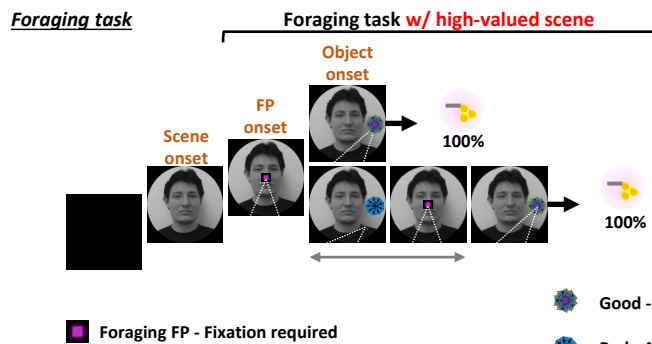 Foraging task
Foraging task w/ high-valued scene
Object
onset
FP
onset
Scene
onset
100%
100%
Good -
Foraging FP - Fixation required